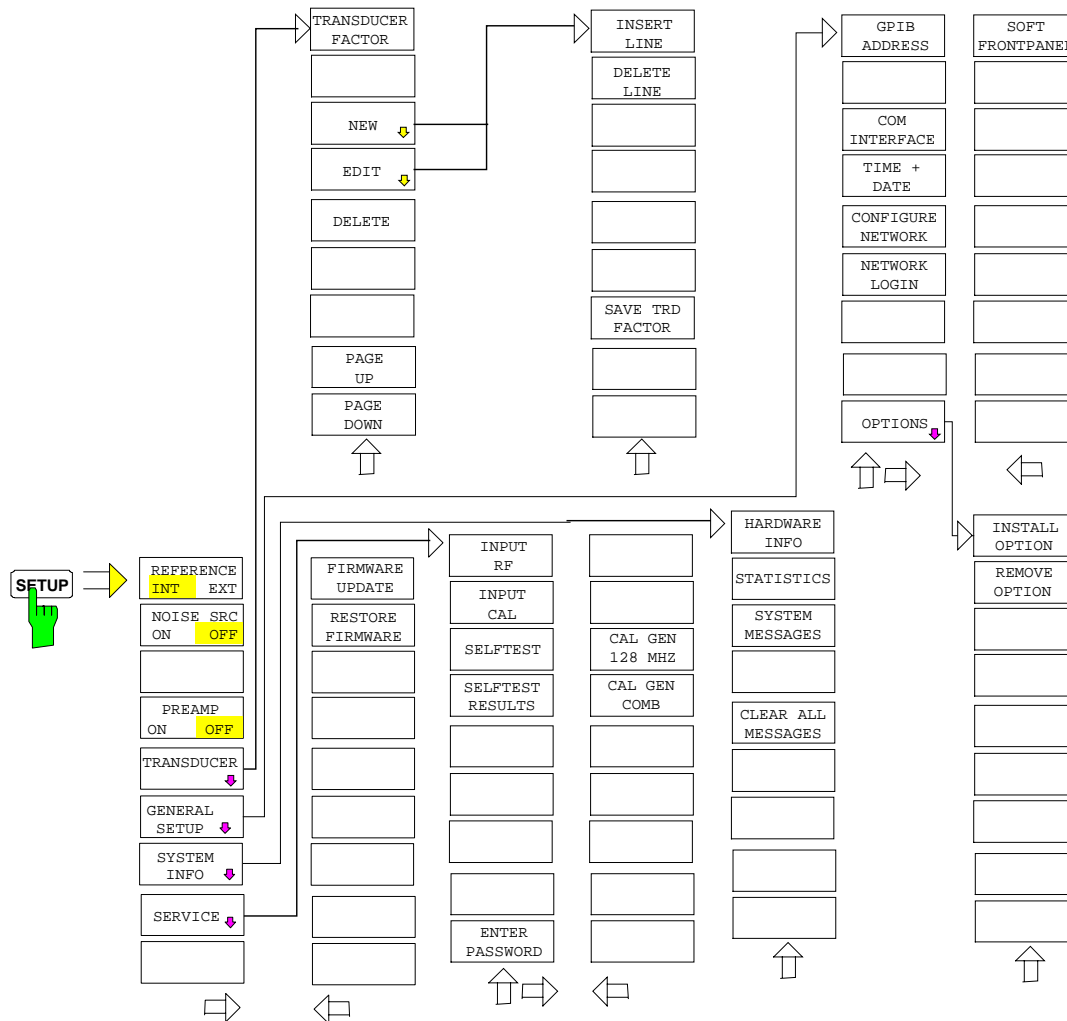 TRANSDUCER
FACTOR
NEW
EDIT
DELETE
PAGE
UP
PAGE
DOWN
INSERT
LINE
DELETE
LINE
SAVE TRD
FACTOR
GPIB
ADDRESS
COM
INTERFACE
TIME +
DATE
CONFIGURE
NETWORK
NETWORK
LOGIN
OPTIONS
SOFT
FRONTPANEL
SETUP
REFERENCE
INT EXT
NOISE SRC
ON OFF
PREAMP
ON OFF
TRANSDUCER
GENERAL
SETUP
SYSTEM
INFO
SERVICE
FIRMWARE
UPDATE
RESTORE
FIRMWARE
INPUT
RF
INPUT
CAL
SELFTEST
SELFTEST
RESULTS
ENTER
PASSWORD
CAL GEN
128 MHZ
CAL GEN
COMB
HARDWARE
INFO
STATISTICS
SYSTEM
MESSAGES
CLEAR ALL
MESSAGES
INSTALL
OPTION
REMOVE
OPTION